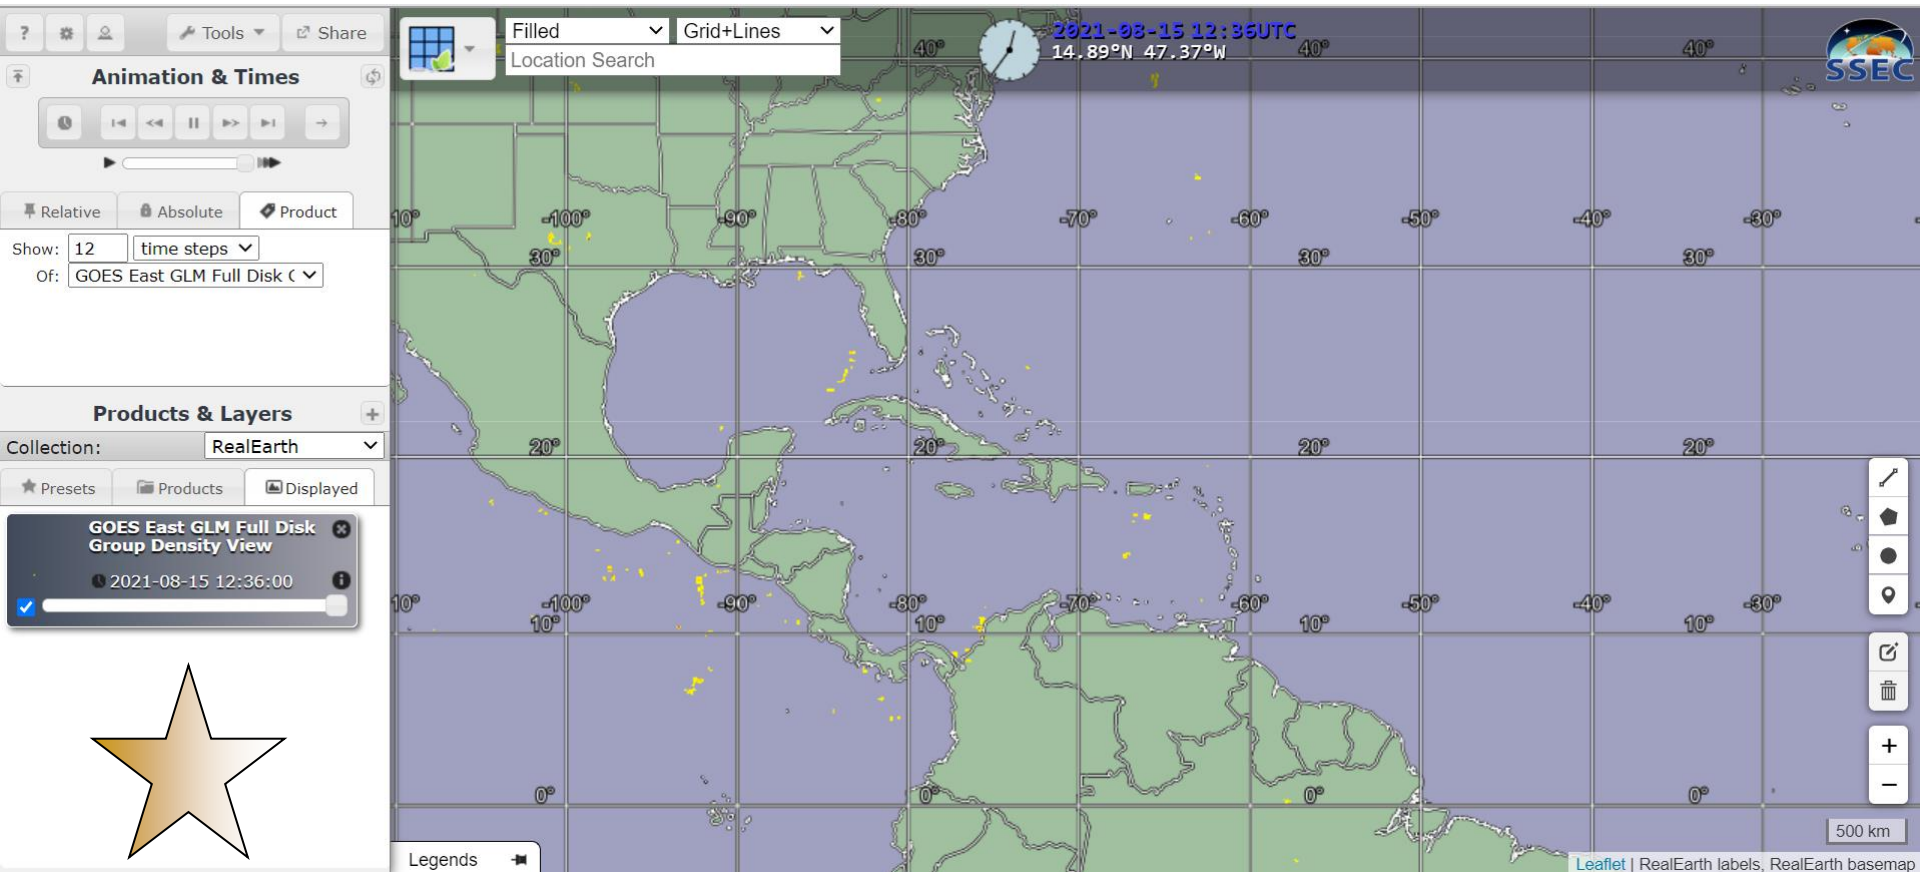 ?
Tools
Share
Animation & Times
Relative
Absolute
Product
Show: 12 time steps
Of: GOES East GLM Full Disk (
Products & Layers
+
Collection: RealEarth
Presets
Products
Displayed
GOES East GLM Full Disk
Group Density View
2021-08-15 12:36:00
Filled
Grid+Lines
Location Search
2021-08-15 12:36UTC
14.89°N 47.37°W
SSEC
40° 40° 40°
10° -100° -90° -80° -70° -60° -50° -40° -30°
30° 30° 30° 30°
20° 20° 20° 20°
10° -100° -90° -80° -70° -60° -50° -40° -30°
10° 10° 10° 10°
0° 0° 0° 0°
+
−
500 km
Legends
Leaflet | RealEarth labels, RealEarth basemap